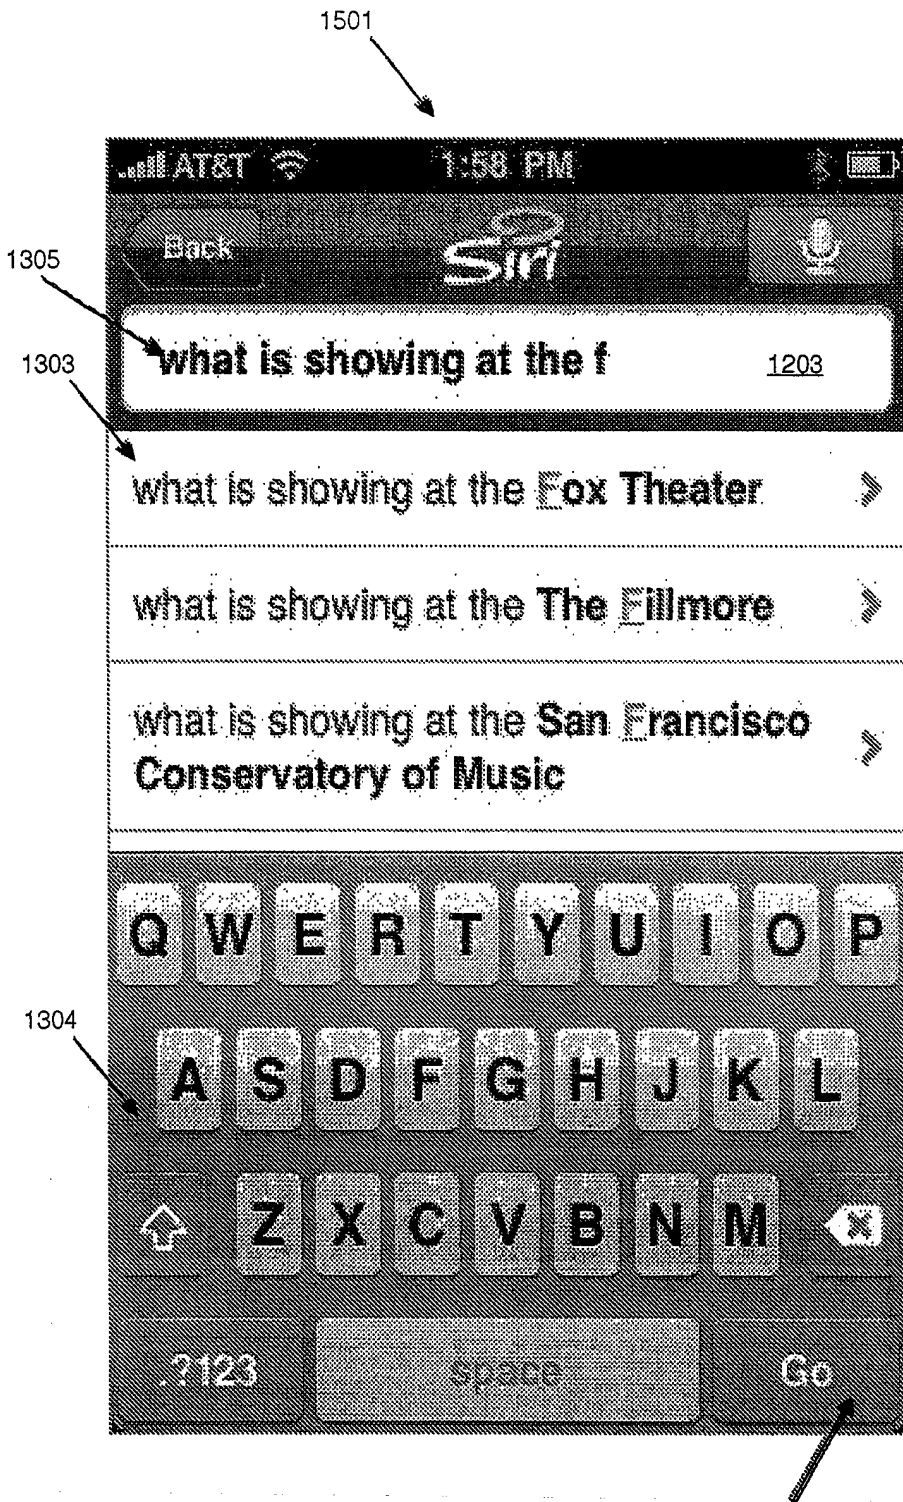 1501
AT&T 1:58 PM
Back Siri
1305
what is showing at the f 1203
1303
what is showing at the Fox Theater
what is showing at the The Fillmore
what is showing at the San Francisco
Conservatory of Music
Q W E R T Y U I O P
1304
A S D F G H J K L
Z X C V B N M
.?123 space Go